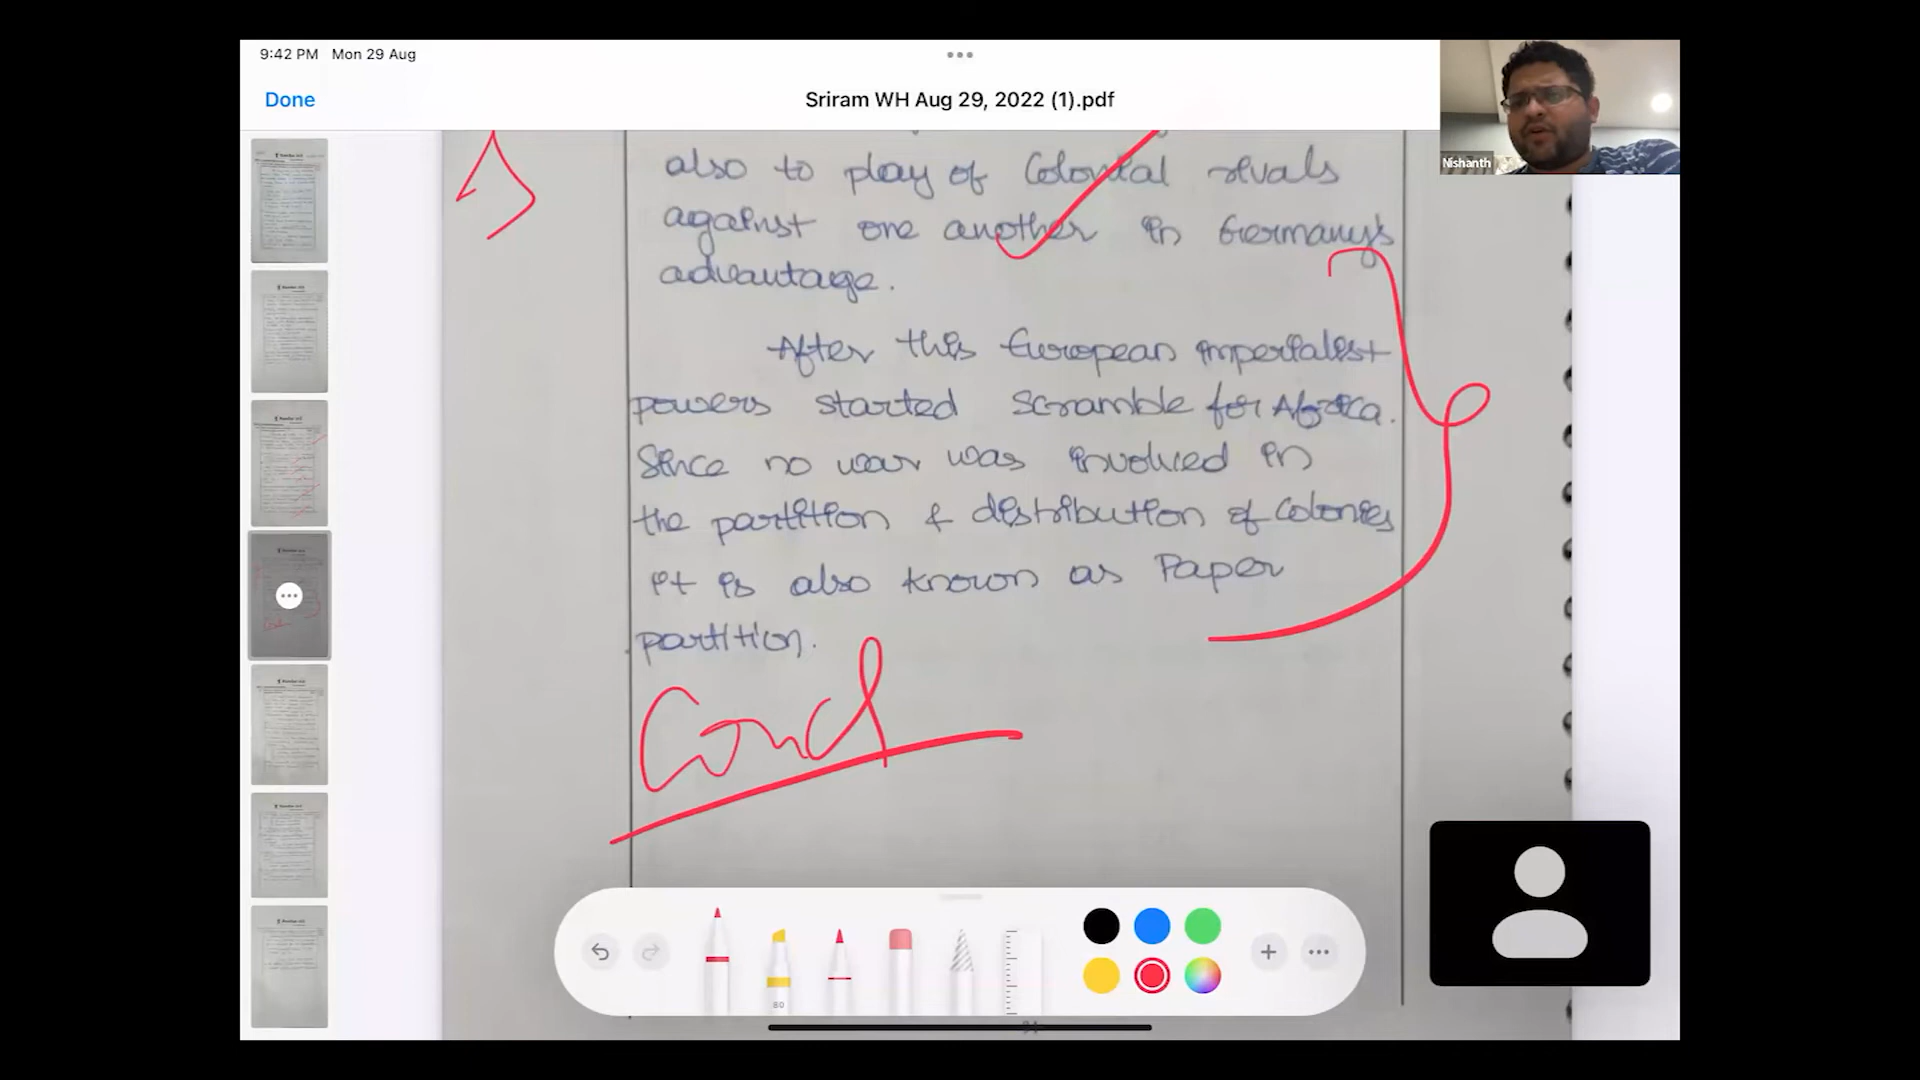 9:42 PM Mon 29 Aug
Done
Sriram WH Aug 29, 2022 (1).pdf
Nishanth
also to play of Colonial rivals
against one another in Germany's
advantage.
After this European imperialist
powers started scramble for Africa.
Since no war was involved in
the partition & distribution of Colonies
it is also known as Paper
partition.
Concl
80